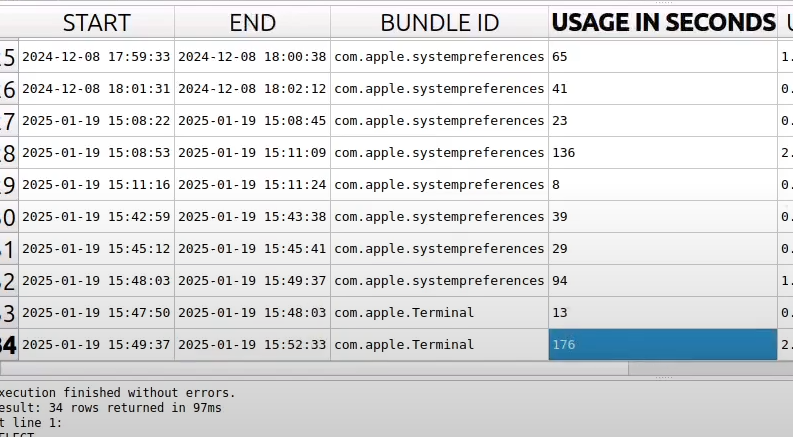 START END BUNDLE ID USAGE IN SECONDS
5 2024-12-08 17:59:33 2024-12-08 18:00:38 com.apple.systempreferences 65 1.
6 2024-12-08 18:01:31 2024-12-08 18:02:12 com.apple.systempreferences 41 0.
7 2025-01-19 15:08:22 2025-01-19 15:08:45 com.apple.systempreferences 23 0.
8 2025-01-19 15:08:53 2025-01-19 15:11:09 com.apple.systempreferences 136 2.
9 2025-01-19 15:11:16 2025-01-19 15:11:24 com.apple.systempreferences 8 0.
0 2025-01-19 15:42:59 2025-01-19 15:43:38 com.apple.systempreferences 39 0.
1 2025-01-19 15:45:12 2025-01-19 15:45:41 com.apple.systempreferences 29 0.
2 2025-01-19 15:48:03 2025-01-19 15:49:37 com.apple.systempreferences 94 1.
3 2025-01-19 15:47:50 2025-01-19 15:48:03 com.apple.Terminal 13 0.
34 2025-01-19 15:49:37 2025-01-19 15:52:33 com.apple.Terminal 176 2.
xecution finished without errors.
esult: 34 rows returned in 97ms
t line 1: